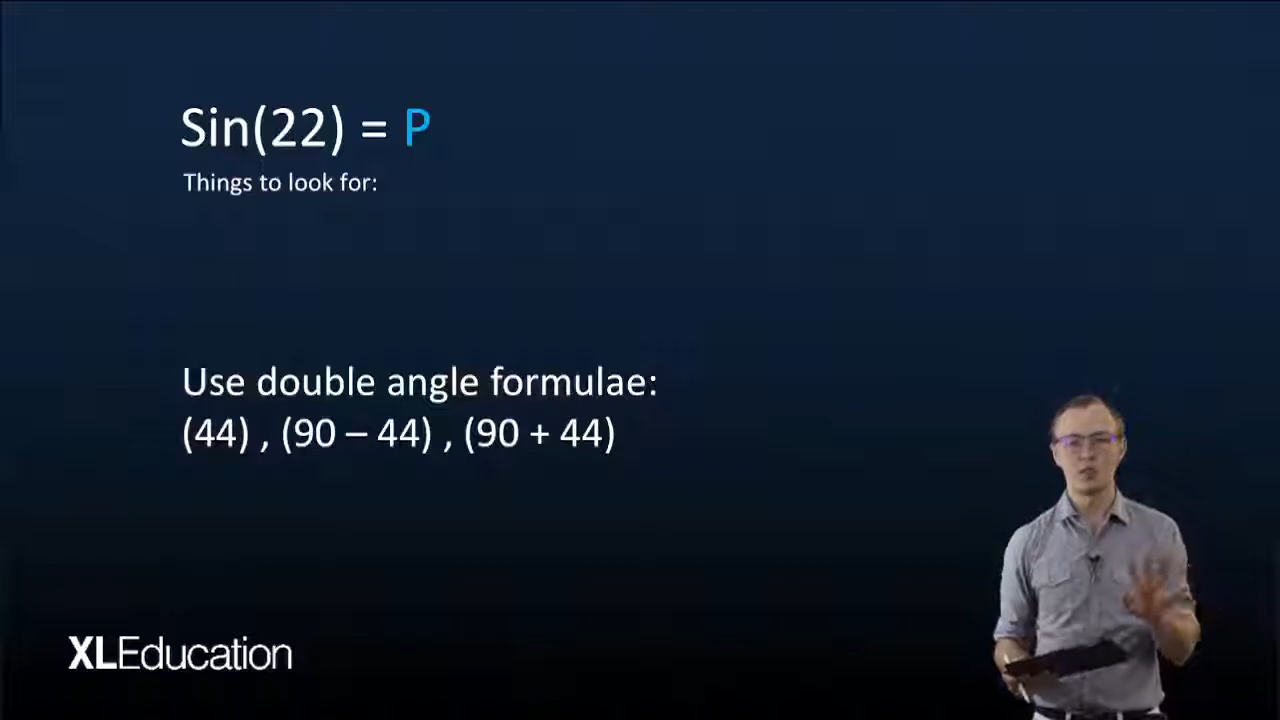 Sin(22) = P
Things to look for:
Use double angle formulae:
(44) , (90 – 44) , (90 + 44)
XLEducation